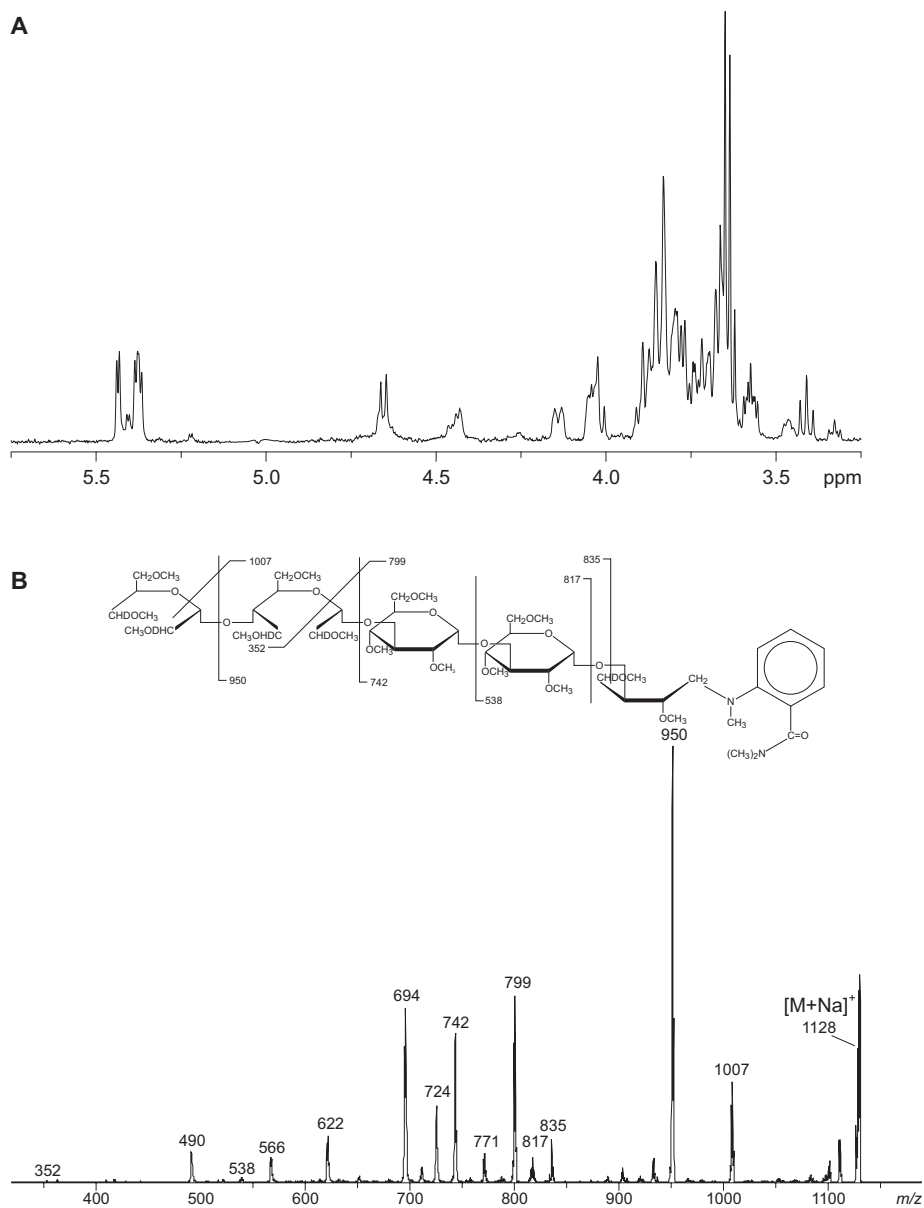 A
5.5 5.0 4.5 4.0 3.5 ppm
B
1007 799 835
817
CH2OCH3 CH2OCH3 CH2OCH3 CH2OCH3
O O O O
CHDOCH3 CH3ODHC O CH3OHDC CHDOCH3 O OCH3 OCH3 O OCH3 OCH3 O CHDOCH3 OCH3 CH2
352
950 742 538
N
CH3
C=O
(CH3)2N
950
694 742 799
[M+Na]+
1128
1007
724
622 835
490 566 771 817
352 538
400 500 600 700 800 900 1000 1100 m/z